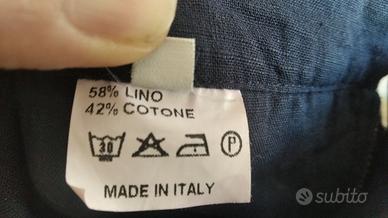 58% LINO
42% COTONE
30
P
MADE IN ITALY
subito